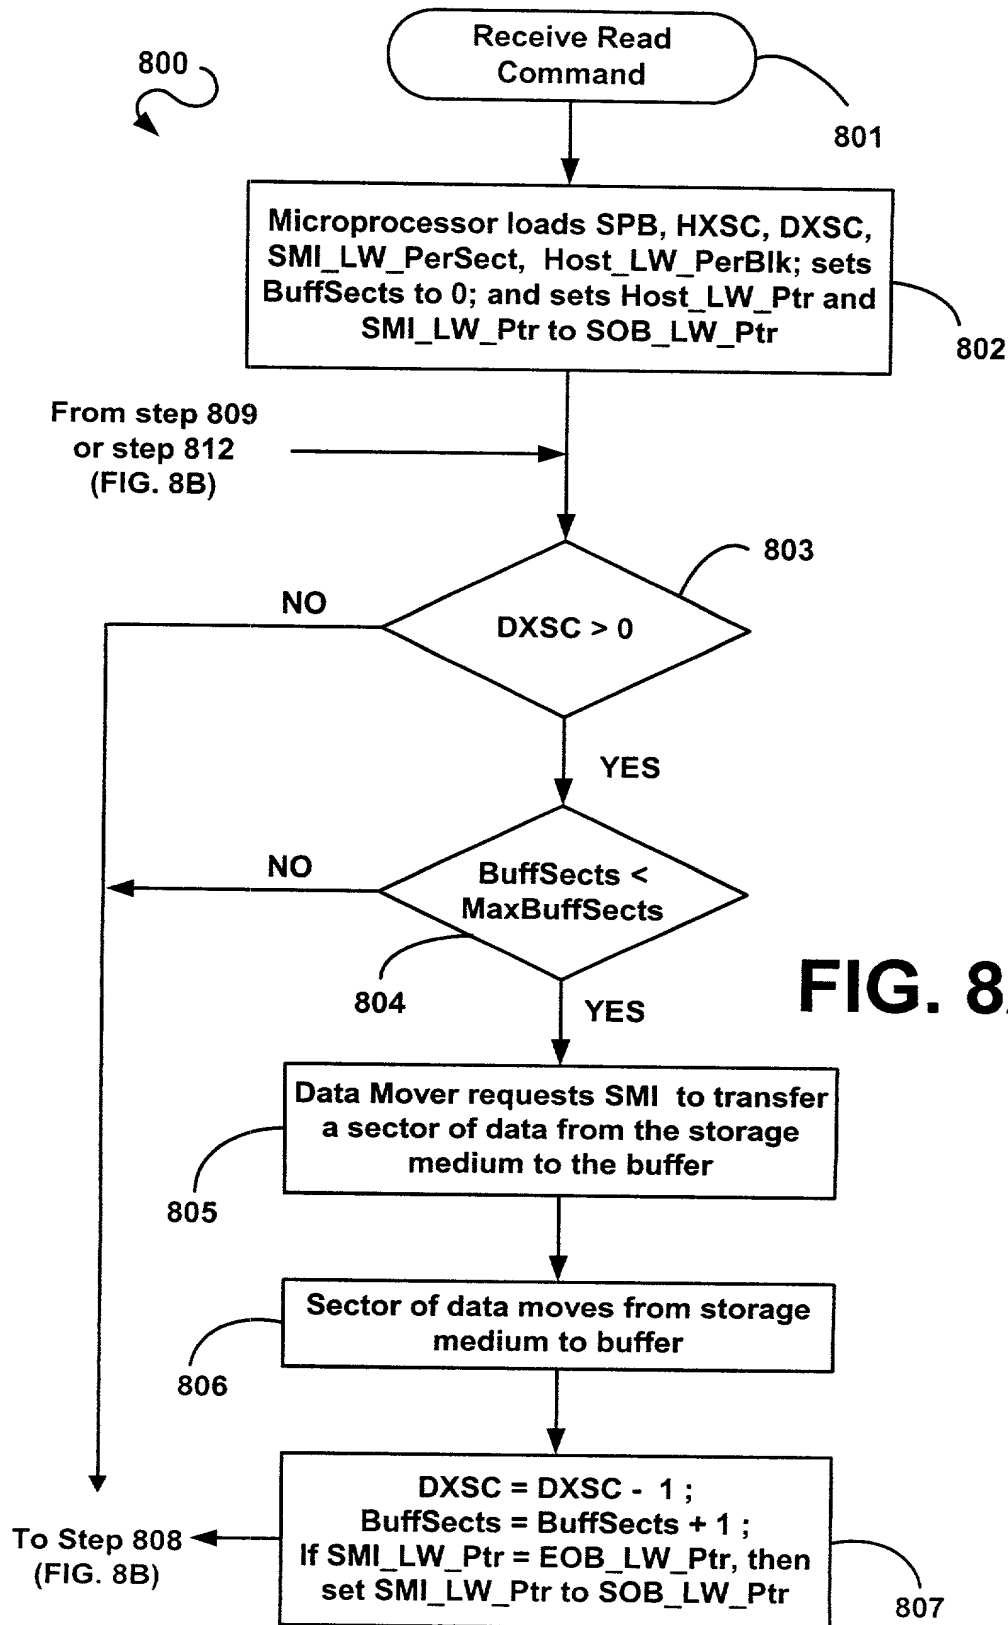 Receive Read
Command
800
801
Microprocessor loads SPB, HXSC, DXSC,
SMI_LW_PerSect, Host_LW_PerBlk; sets
BuffSects to 0; and sets Host_LW_Ptr and
SMI_LW_Ptr to SOB_LW_Ptr
802
From step 809
or step 812
(FIG. 8B)
803
NO
DXSC > 0
YES
NO
BuffSects <
MaxBuffSects
804
YES
FIG. 8
Data Mover requests SMI to transfer
a sector of data from the storage
medium to the buffer
805
Sector of data moves from storage
medium to buffer
806
DXSC = DXSC - 1 ;
BuffSects = BuffSects + 1 ;
If SMI_LW_Ptr = EOB_LW_Ptr, then
set SMI_LW_Ptr to SOB_LW_Ptr
To Step 808
(FIG. 8B)
807